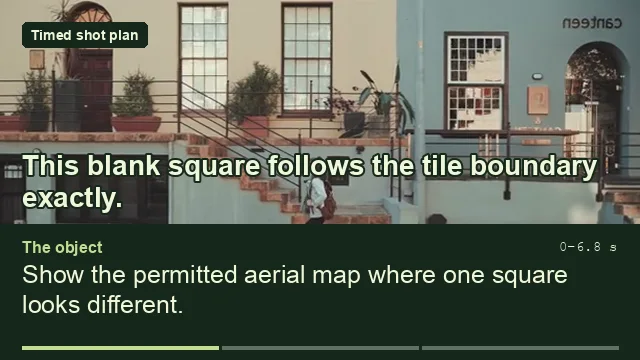 Timed shot plan
canteen
This blank square follows the tile boundary
exactly.
The object
0–6.8 s
Show the permitted aerial map where one square
looks different.